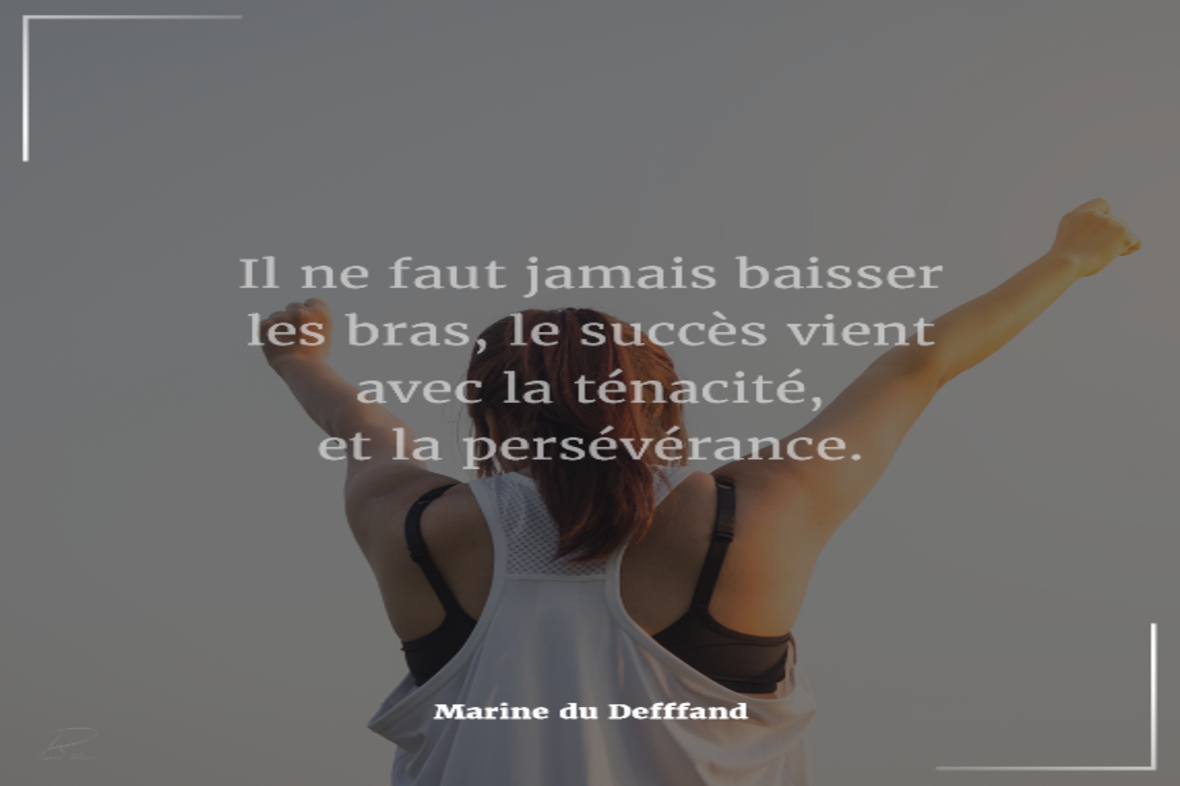 Il ne faut jamais baisser
les bras, le succès vient
avec la ténacité,
et la persévérance.
Marine du Defffand